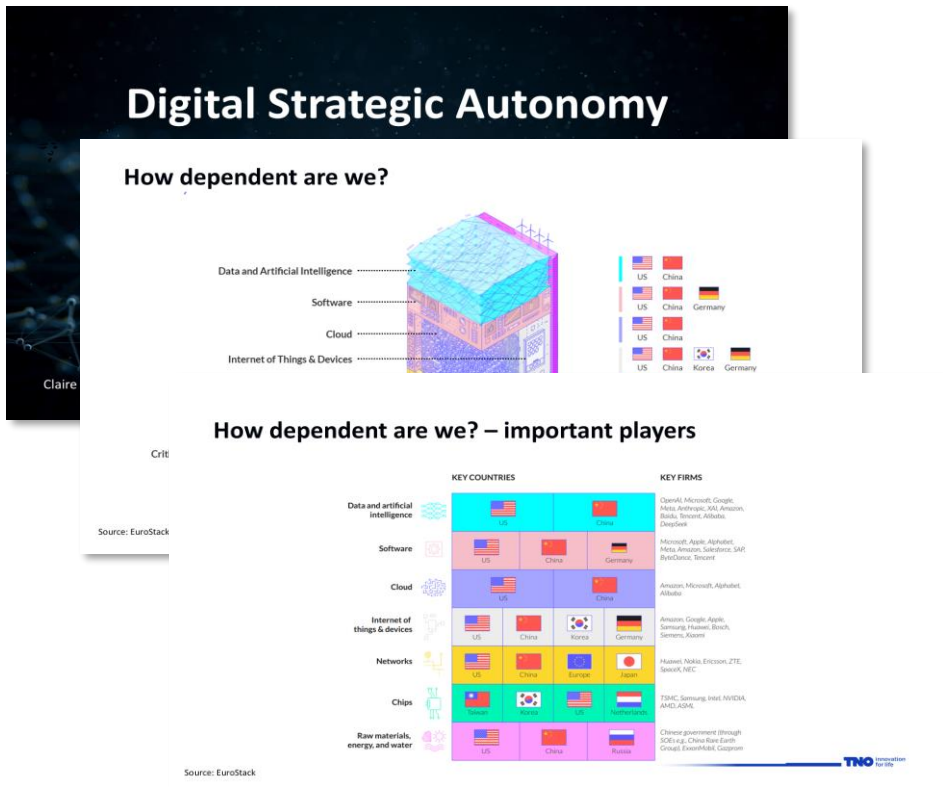 Digital Strategic Autonomy
Claire
How dependent are we?
Data and Artificial Intelligence
US China
Software
US China Germany
Cloud
US China
Internet of Things & Devices
US China Korea Germany
Crit
Source: EuroStack
How dependent are we? – important players
KEY COUNTRIES KEY FIRMS
Data and artificial
intelligence
US China
OpenAI, Microsoft, Google,
Meta, Anthropic, XAI, Amazon,
Baidu, Tencent, Alibaba,
DeepSeek
Software
US China Germany
Microsoft, Apple, Alphabet,
Meta, Amazon, Salesforce, SAP,
ByteDance, Tencent
Cloud
US China
Amazon, Microsoft, Alphabet,
Alibaba
Internet of
things & devices
US China Korea Germany
Amazon, Google, Apple,
Samsung, Huawei, Bosch,
Siemens, Xiaomi
Networks
US China Europe Japan
Huawei, Nokia, Ericsson, ZTE,
SpaceX, NEC
Chips
Taiwan Korea US Netherlands
TSMC, Samsung, Intel, NVIDIA,
AMD, ASML
Raw materials,
energy, and water
US China Russia
Chinese government (through
SOEs e.g., China Rare Earth
Group), ExxonMobil, Gazprom
Source: EuroStack
TNO innovation
for life